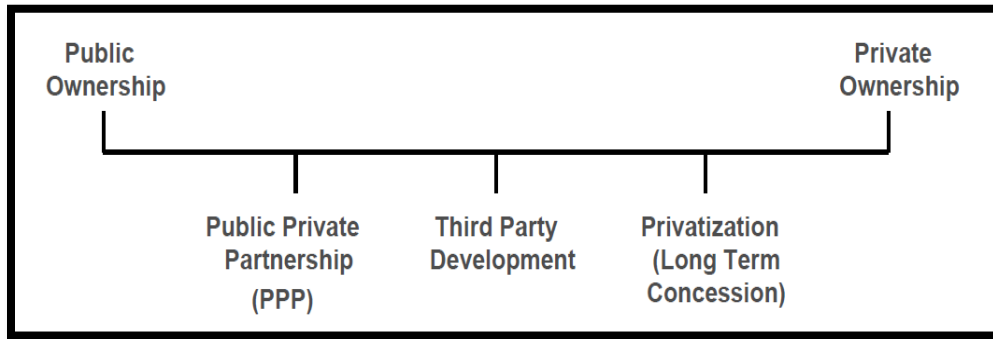 Public
Ownership
Private
Ownership
Public Private
Partnership
(PPP)
Third Party
Development
Privatization
(Long Term
Concession)